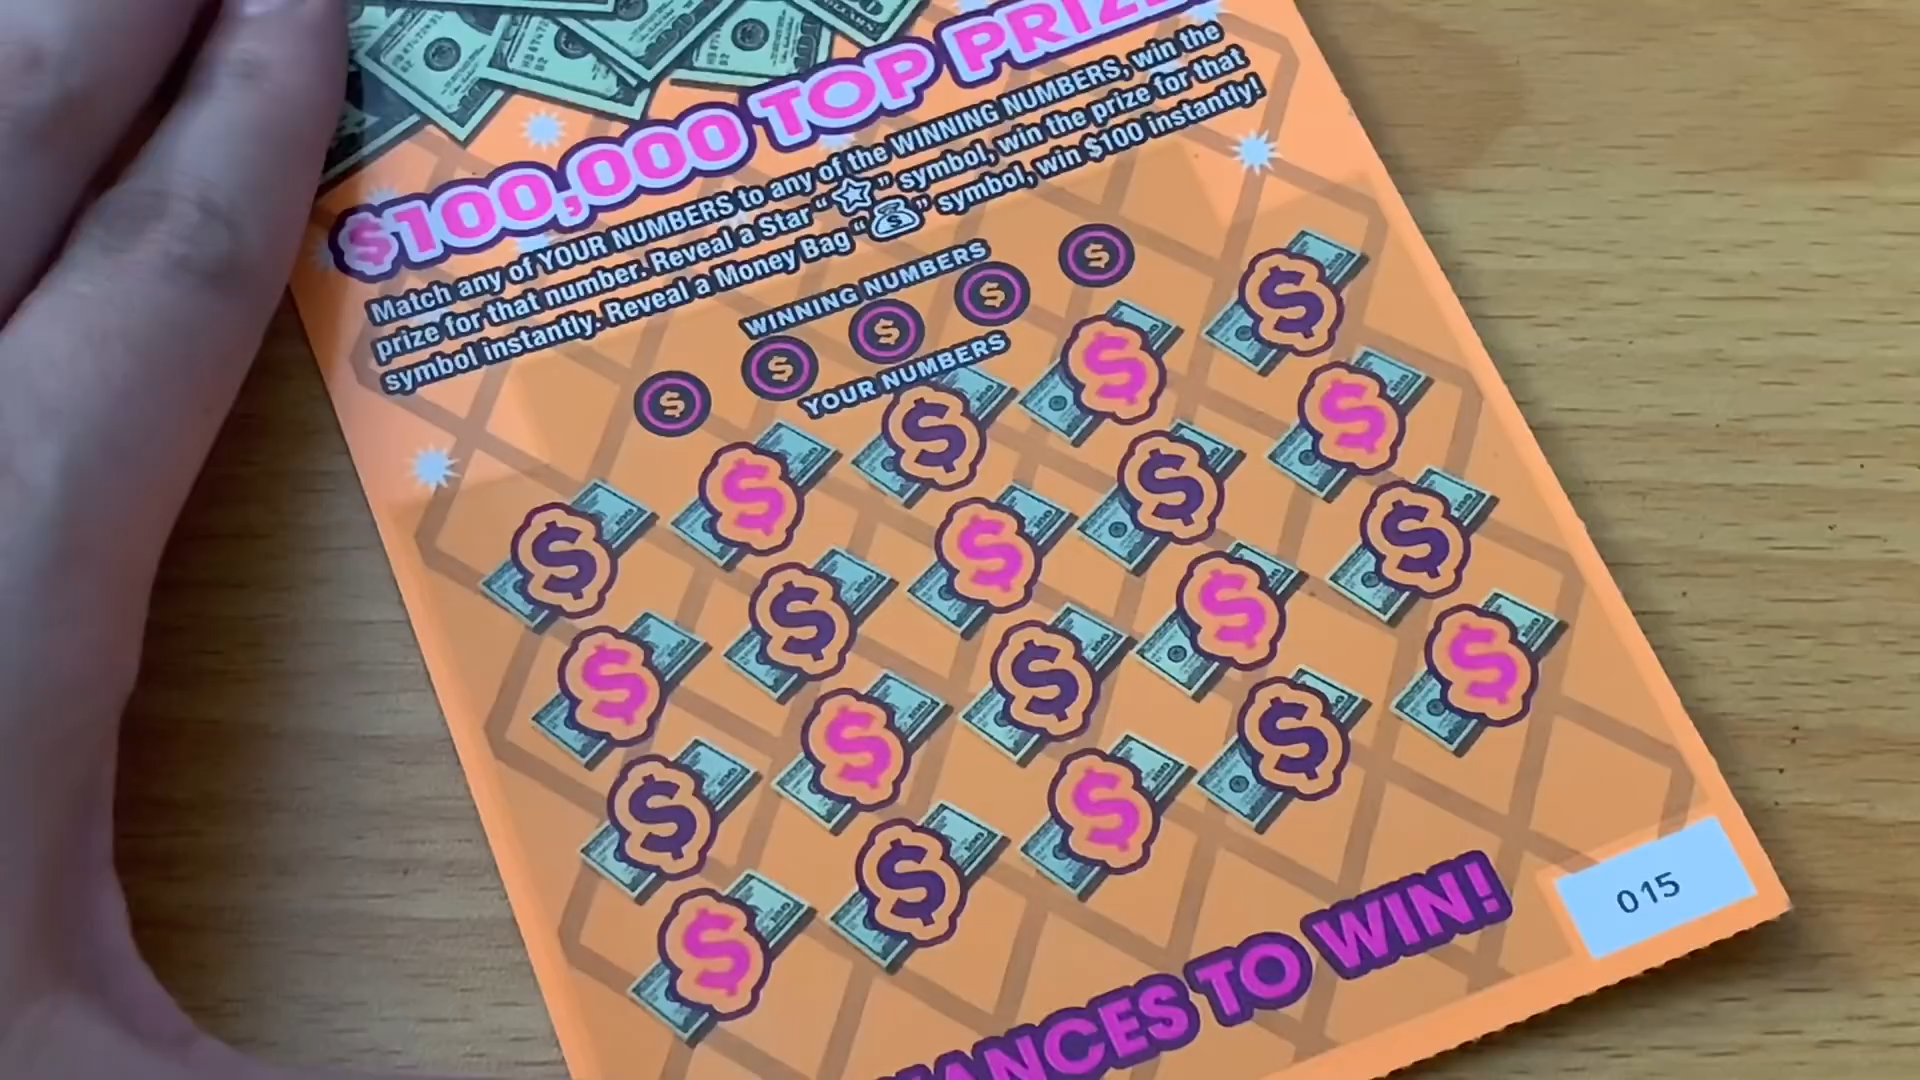 $100,000 TOP PRIZE
Match any of YOUR NUMBERS to any of the WINNING NUMBERS, win the
prize for that number. Reveal a Star "☆" symbol, win the prize for that
symbol instantly. Reveal a Money Bag "💰" symbol, win $100 instantly!
WINNING NUMBERS
$ $ $ $ $
YOUR NUMBERS
$ $ $ $
$ $ $ $
$ $ $ $
$ $ $ $
$ $ $ $
ANCES TO WIN!
015